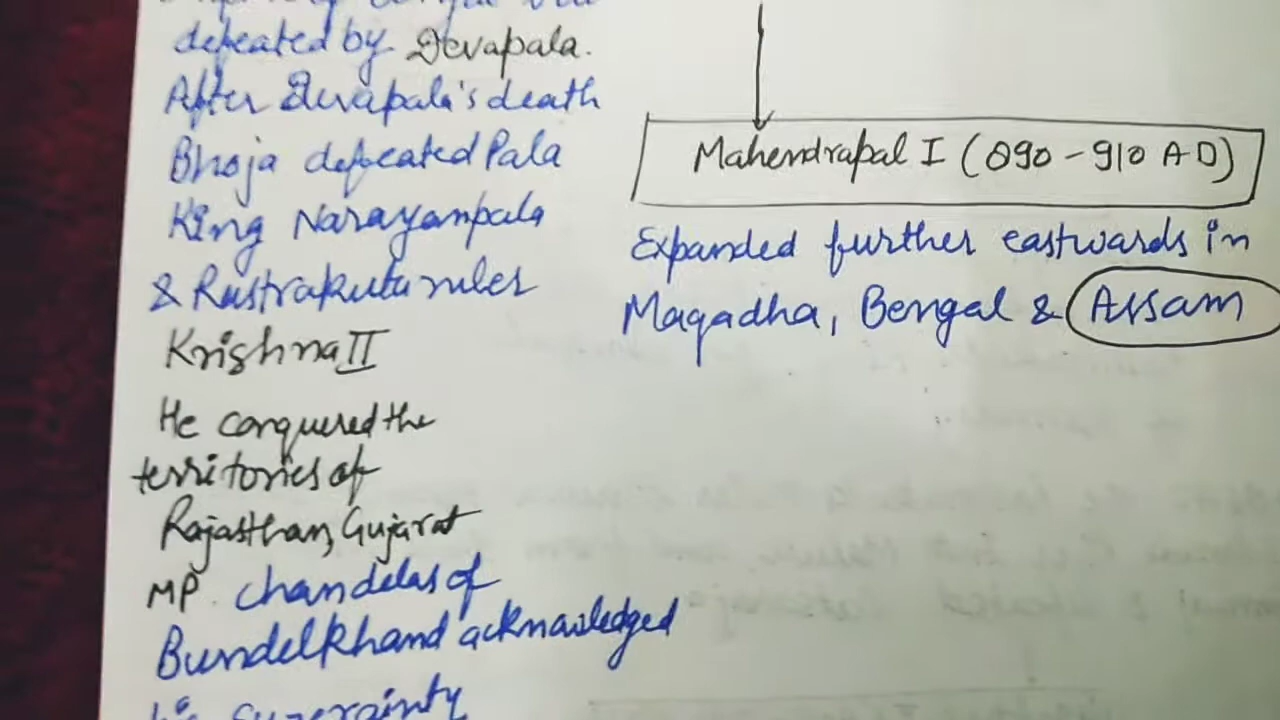 defeated by Devapala.
After Devapala's death
Bhoja defeated Pala
King Narayanpala
& Rastrakuta ruler
Krishna II
He conquered the
territories of
Rajasthan, Gujarat
MP. Chandelas of
Bundelkhand acknowledged
his suzerainty
Mahendrapal I (890 - 910 AD)
Expanded further eastwards in
Magadha, Bengal & Assam